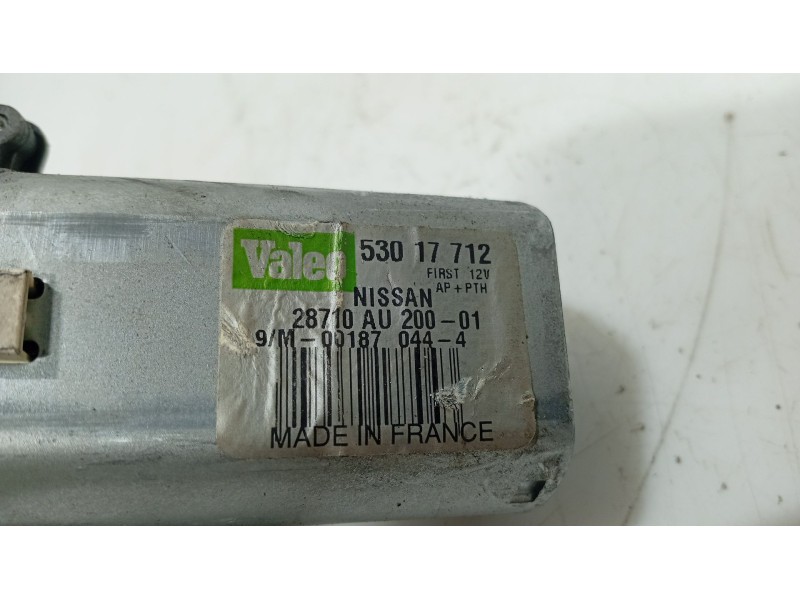 Valeo 530 17 712
FIRST 12V
AP+PTH
NISSAN
28710 AU 200-01
9/M-00187 044-4
MADE IN FRANCE